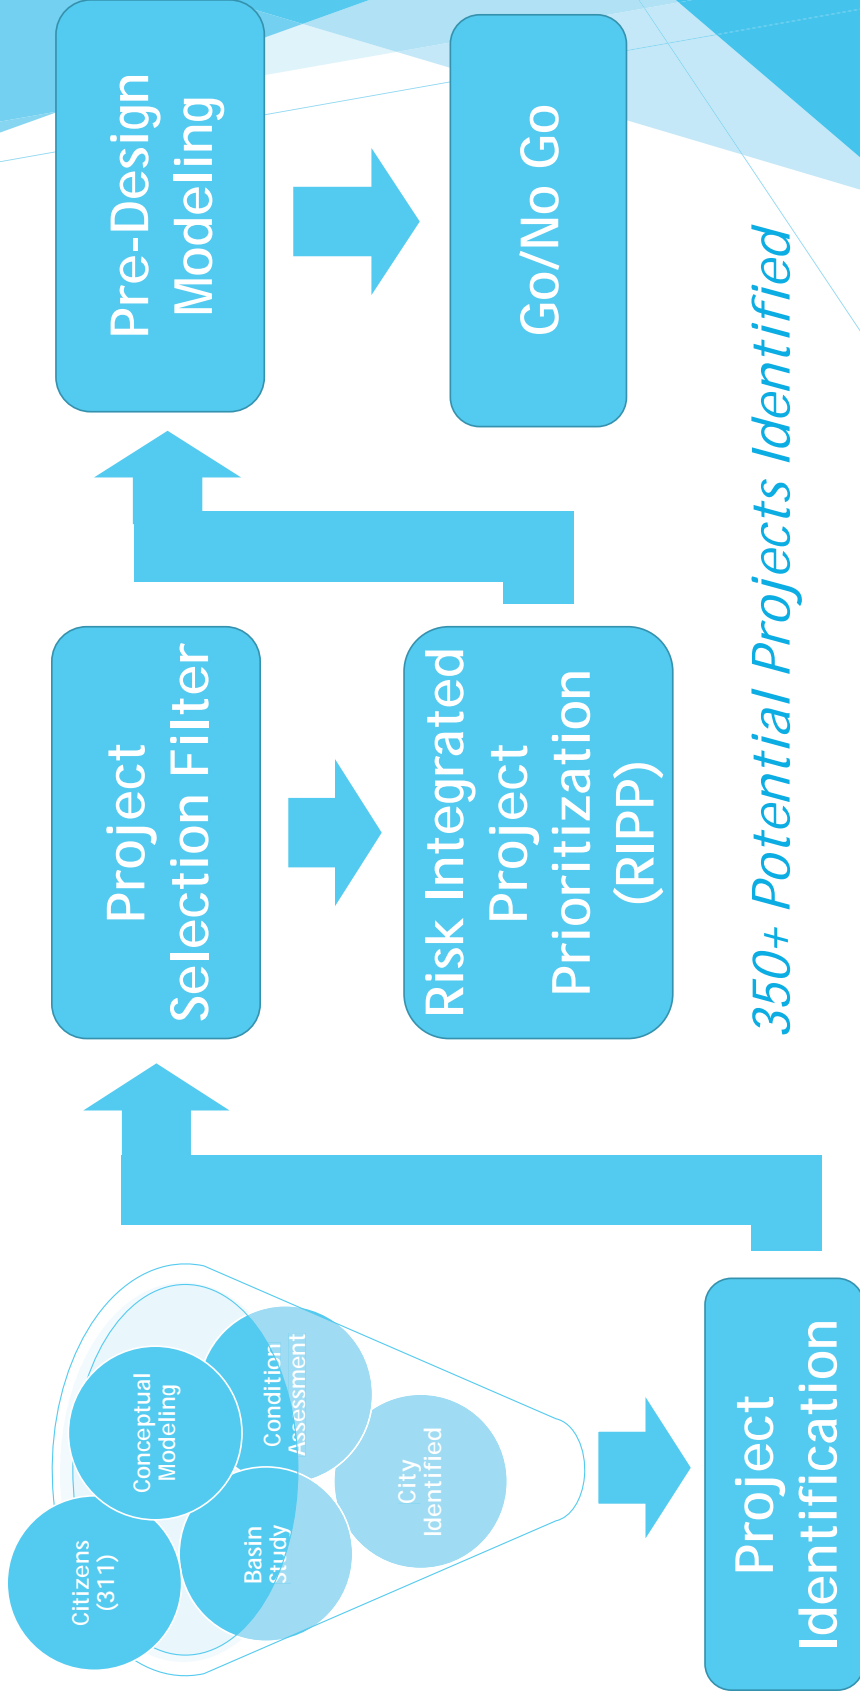 Citizens
(311)
Conceptual
Modeling
Basin
Study
Condition
Assessment
City
Identified
Project
Identification
Project
Selection Filter
Risk Integrated
Project
Prioritization
(RIPP)
Pre-Design
Modeling
Go/No Go
350+ Potential Projects Identified